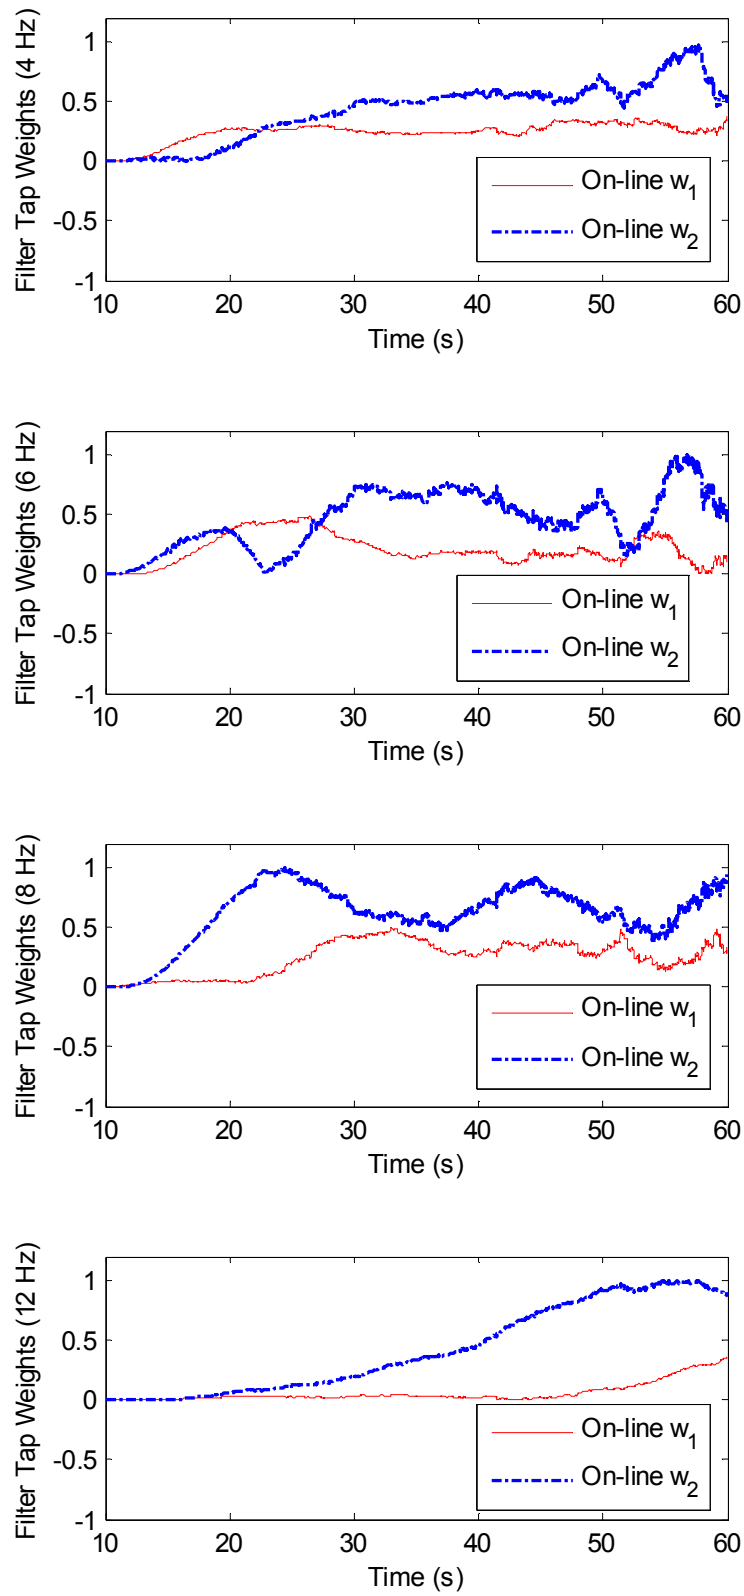 Filter Tap Weights (4 Hz)
1
0.5
0
-0.5
-1
On-line w1
On-line w2
10 20 30 40 50 60
Time (s)
Filter Tap Weights (6 Hz)
1
0.5
0
-0.5
-1
On-line w1
On-line w2
10 20 30 40 50 60
Time (s)
Filter Tap Weights (8 Hz)
1
0.5
0
-0.5
-1
On-line w1
On-line w2
10 20 30 40 50 60
Time (s)
Filter Tap Weights (12 Hz)
1
0.5
0
-0.5
-1
On-line w1
On-line w2
10 20 30 40 50 60
Time (s)